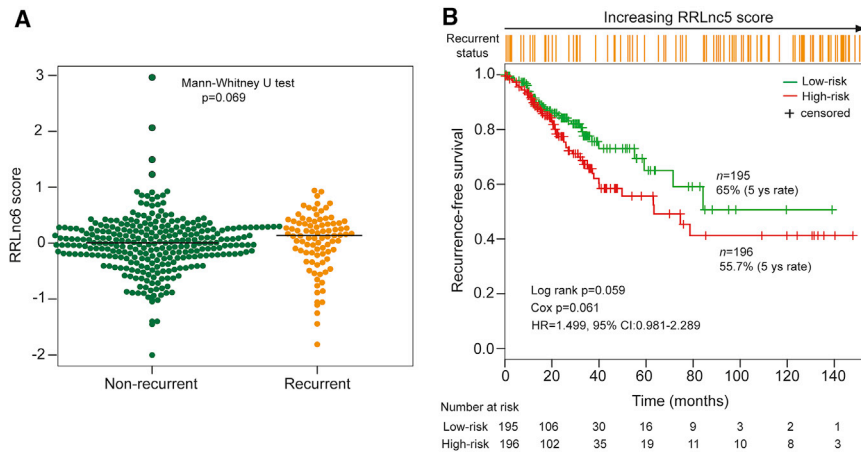 A
Mann-Whitney U test
p=0.069
RRLnc6 score
3
2
1
0
-1
-2
Non-recurrent
Recurrent
B
Increasing RRLnc5 score
Recurrent
status
Recurrence-free survival
1.0
0.8
0.6
0.4
0.2
0.0
Low-risk
High-risk
censored
n=195
65% (5 ys rate)
n=196
55.7% (5 ys rate)
Log rank p=0.059
Cox p=0.061
HR=1.499, 95% CI:0.981-2.289
0 20 40 60 80 100 120 140
Time (months)
Number at risk
Low-risk 195 106 30 16 9 3 2 1
High-risk 196 102 35 19 11 10 8 3